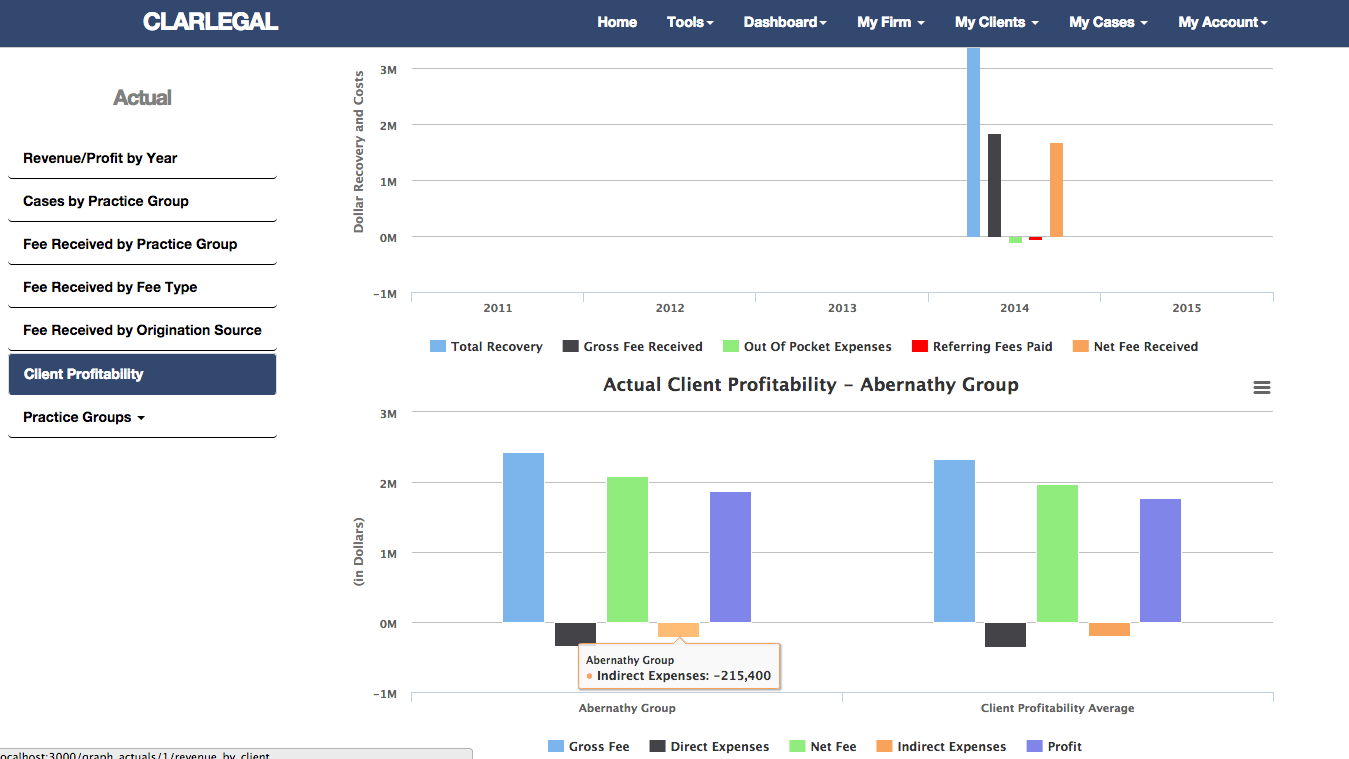 CLARLEGAL
Home Tools Dashboard My Firm My Clients My Cases My Account
Actual
Revenue/Profit by Year
Cases by Practice Group
Fee Received by Practice Group
Fee Received by Fee Type
Fee Received by Origination Source
Client Profitability
Practice Groups
Dollar Recovery and Costs
3M
2M
1M
0M
-1M
2011 2012 2013 2014 2015
Total Recovery Gross Fee Received Out Of Pocket Expenses Referring Fees Paid Net Fee Received
Actual Client Profitability - Abernathy Group
(in Dollars)
3M
2M
1M
0M
-1M
Abernathy Group
Indirect Expenses: -215,400
Abernathy Group Client Profitability Average
Gross Fee Direct Expenses Net Fee Indirect Expenses Profit
ocalhost:3000/graph_actuals/1/revenue_by_client